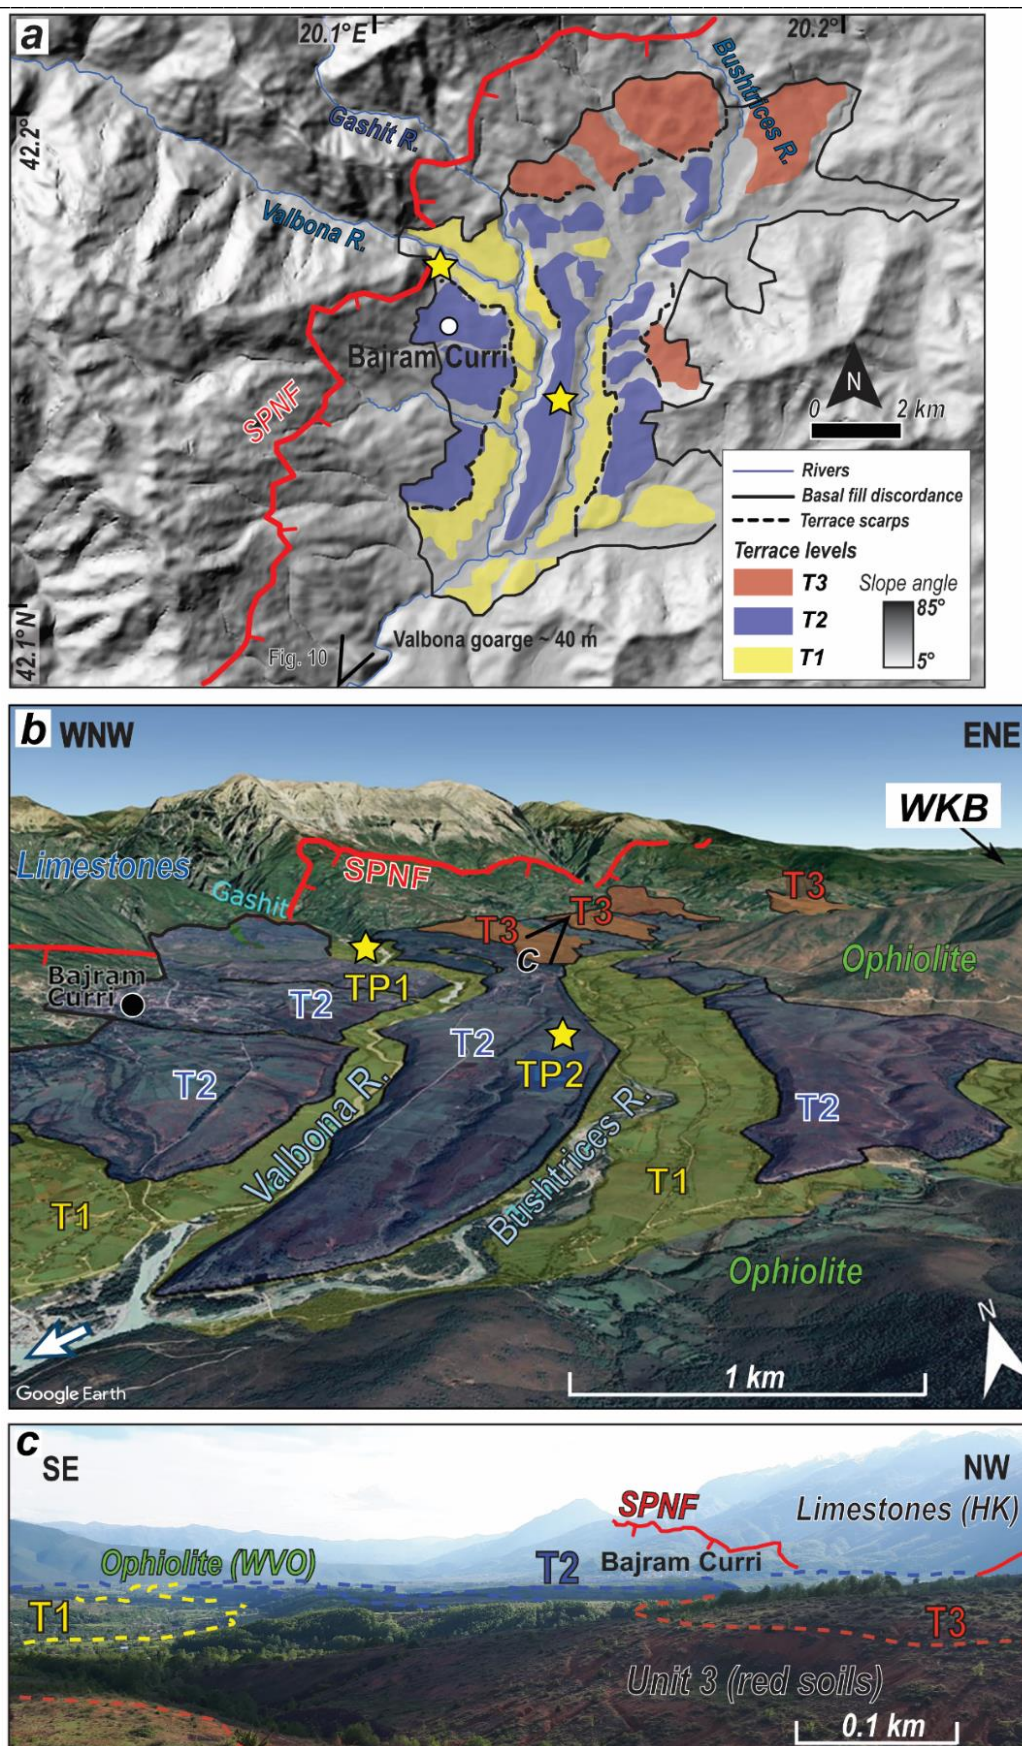 a
20.1°E
20.2°
42.2°
Gashit R.
Bushtrices R.
Valbona R.
Bajram Curri
SPNF
N
0 2 km
Rivers
Basal fill discordance
Terrace scarps
Terrace levels
T3
T2
T1
Slope angle
85°
5°
42.1°N
Fig. 10
Valbona goarge ~ 40 m
b
WNW
ENE
WKB
Limestones
SPNF
Gashit
T3
T3
T3
C
Ophiolite
Bajram
Curri
TP1
T2
T2
TP2
T2
T2
Valbona R.
Bushtrices R.
T1
T1
Ophiolite
N
1 km
Google Earth
c
SE
NW
SPNF
Limestones (HK)
Ophiolite (WVO)
T2
Bajram Curri
T1
T3
Unit 3 (red soils)
0.1 km